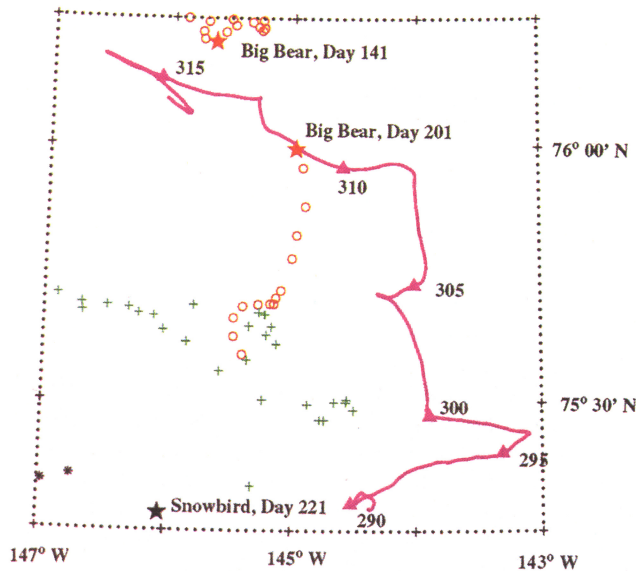 Big Bear, Day 141
315
Big Bear, Day 201
76° 00' N
310
305
300
75° 30' N
295
Snowbird, Day 221
290
147° W
145° W
143° W